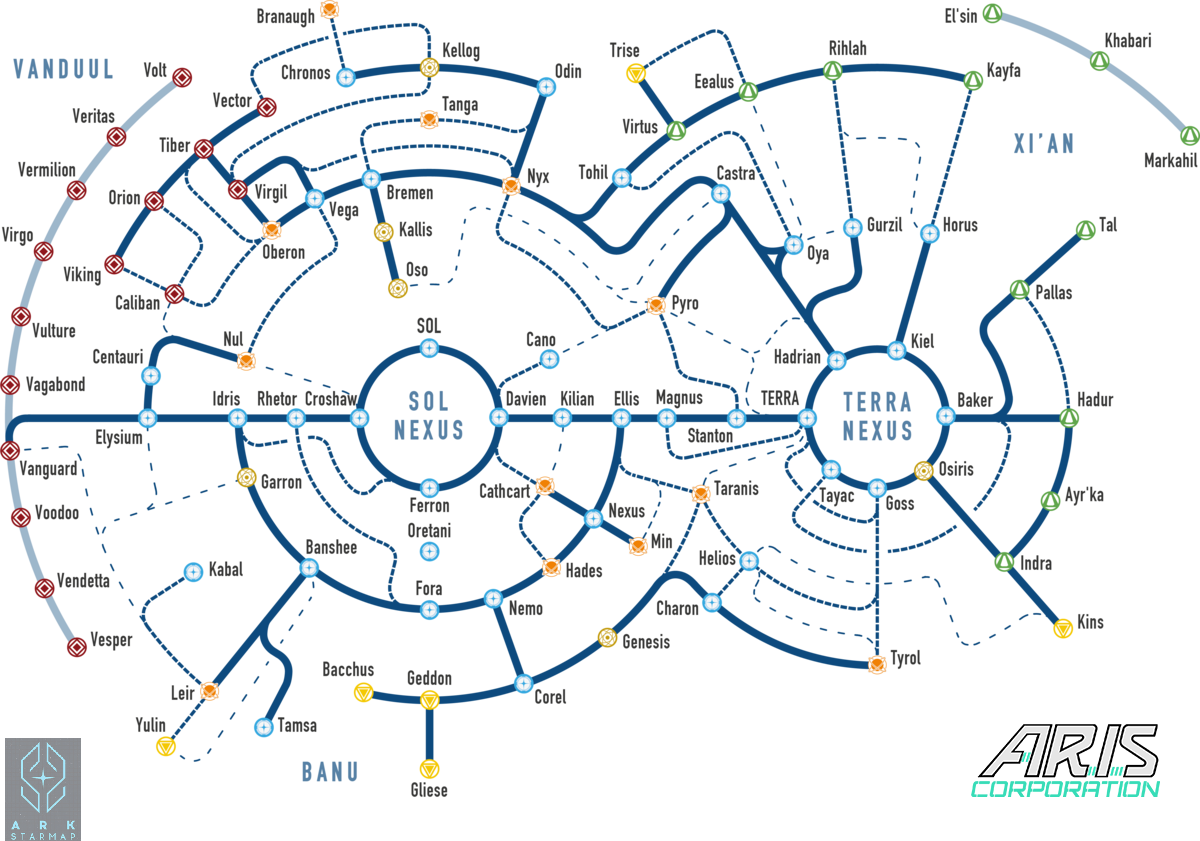 Branaugh
El'sin
Khabari
VANDUUL
Volt
Chronos
Kellog
Odin
Trise
Rihlah
Kayfa
Eealus
Vector
Tanga
Veritas
Virtus
XI'AN
Markahil
Tiber
Vermilion
Virgil
Bremen
Nyx
Tohil
Castra
Orion
Vega
Kallis
Gurzil
Horus
Tal
Virgo
Oberon
Oya
Viking
Oso
Caliban
Pyro
Pallas
Vulture
SOL
Nul
Cano
Centauri
Hadrian
Kiel
Vagabond
Idris
Rhetor
Croshaw
SOL
NEXUS
Davien
Kilian
Ellis
Magnus
TERRA
TERRA
NEXUS
Baker
Hadur
Elysium
Stanton
Vanguard
Garron
Cathcart
Taranis
Tayac
Osiris
Ayr'ka
Ferron
Goss
Voodoo
Oretani
Nexus
Min
Banshee
Helios
Indra
Kabal
Hades
Vendetta
Fora
Nemo
Charon
Kins
Vesper
Genesis
Tyrol
Bacchus
Geddon
Leir
Corel
Yulin
Tamsa
BANU
Gliese
ARK
STARMAP
ARIS
CORPORATION